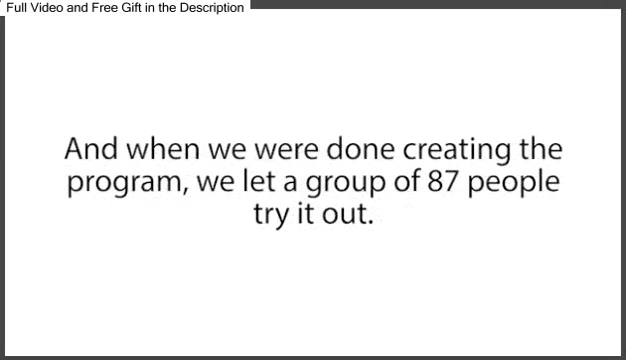 Full Video and Free Gift in the Description
And when we were done creating the
program, we let a group of 87 people
try it out.